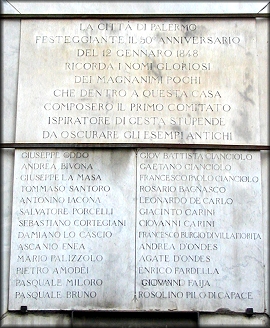 LA CITTÀ DI PALERMO
FESTEGGIANTE IL 50° ANNIVERSARIO
DEL 12 GENNARO 1848
RICORDA I NOMI GLORIOSI
DEI MAGNANIMI POCHI
CHE DENTRO A QUESTA CASA
COMPOSERO IL PRIMO COMITATO
ISPIRATORE DI GESTA STUPENDE
DA OSCURARE GLI ESEMPI ANTICHI
GIUSEPPE ODDO
ANDREA BIVONA
GIUSEPPE LA MASA
TOMMASO SANTORO
ANTONINO IACONA
SALVATORE PORCELLI
SEBASTIANO CORTEGIANI
DAMIANO LO CASCIO
ASCANIO ENEA
MARIO PALIZZOLO
PIETRO AMODEI
PASQUALE MILORO
PASQUALE BRUNO
GIOV. BATTISTA CIANCIOLO
GAETANO CIANCIOLO
FRANCESCO PAOLO CIANCIOLO
ROSARIO BAGNASCO
LEONARDO DE CARLO
GIACINTO CARINI
GIOVANNI CARINI
FRANCESCO BURGIO DI VILLAFIORITA
ANDREA D'ONDES
AGATE D'ONDES
ENRICO FARDELLA
GIOVANNI FAIJA
ROSOLINO PILO DI CAPACE